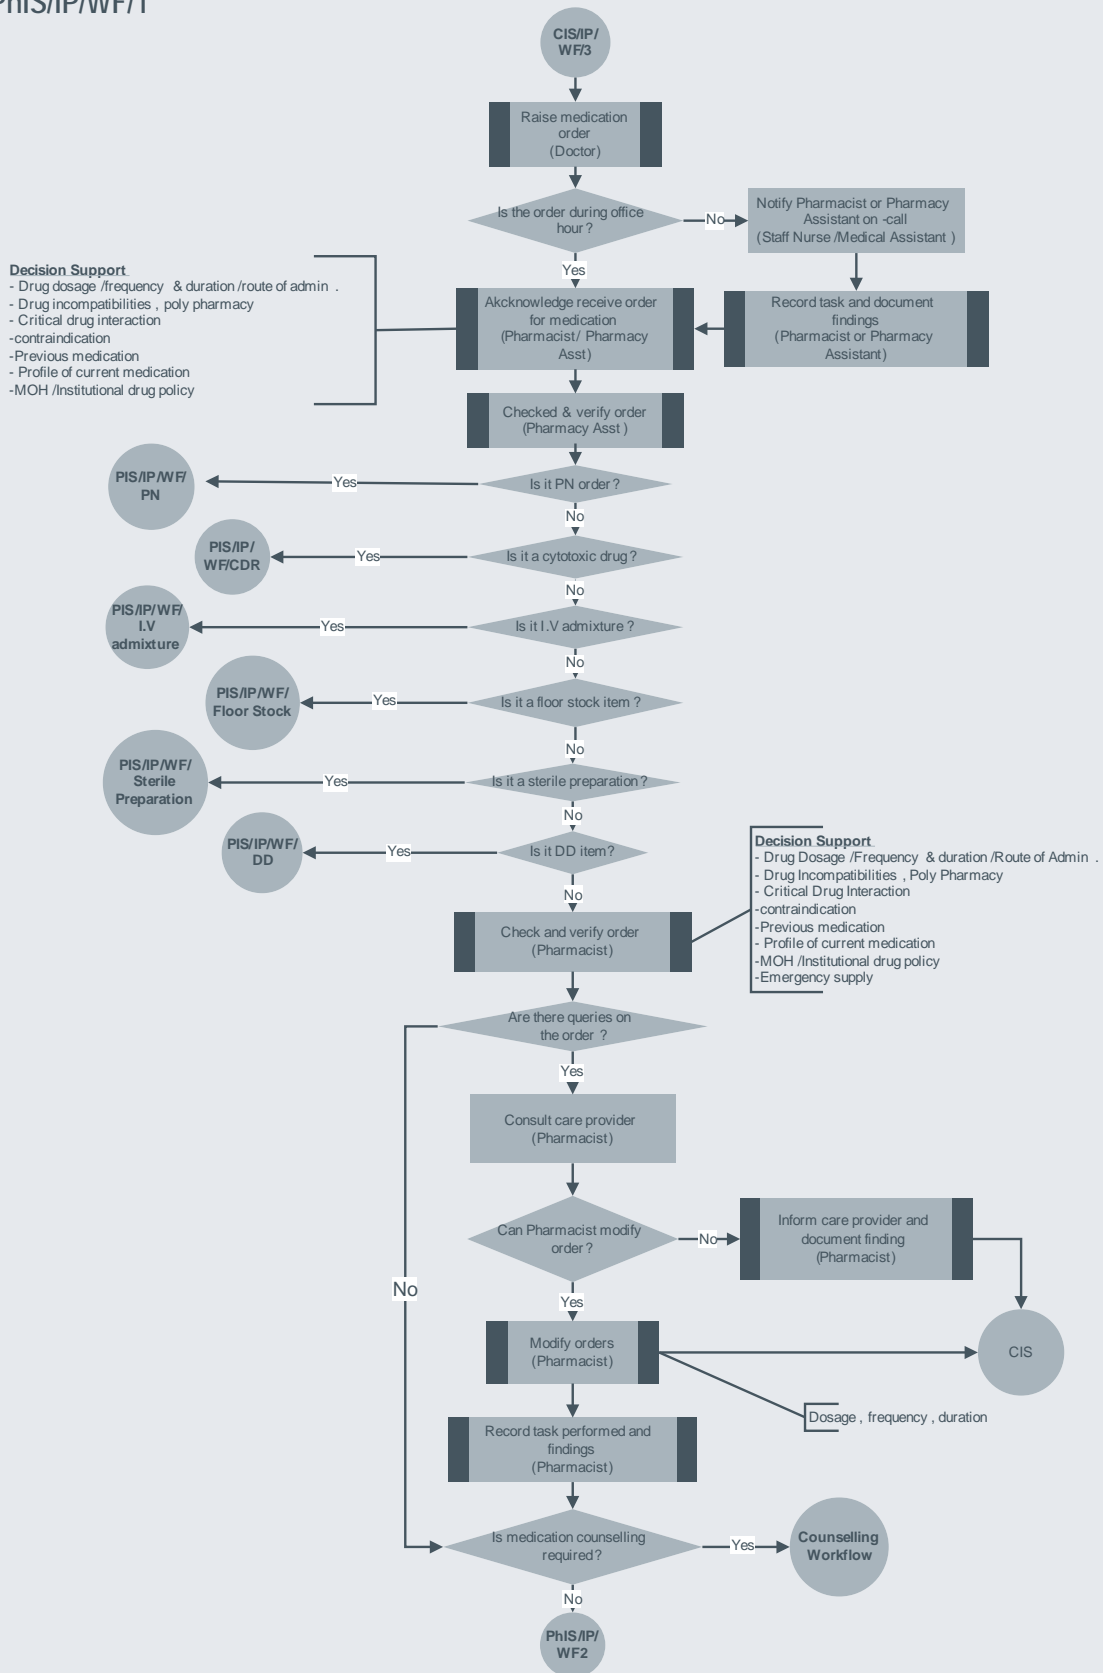 PhIS/IP/WF/1
CIS/IP/
WF/3
Raise medication
order
(Doctor)
Is the order during office
hour?
No
Notify Pharmacist or Pharmacy
Assistant on -call
(Staff Nurse /Medical Assistant )
Yes
Decision Support
- Drug dosage /frequency & duration /route of admin .
- Drug incompatibilities , poly pharmacy
- Critical drug interaction
-contraindication
-Previous medication
- Profile of current medication
-MOH /Institutional drug policy
Akcknowledge receive order
for medication
(Pharmacist/ Pharmacy
Asst)
Record task and document
findings
(Pharmacist or Pharmacy
Assistant)
Checked & verify order
(Pharmacy Asst )
PIS/IP/WF/
PN
Yes
Is it PN order?
No
PIS/IP/
WF/CDR
Yes
Is it a cytotoxic drug?
No
PIS/IP/WF/
I.V
admixture
Yes
Is it I.V admixture ?
No
PIS/IP/WF/
Floor Stock
Yes
Is it a floor stock item ?
No
PIS/IP/WF/
Sterile
Preparation
Yes
Is it a sterile preparation?
No
PIS/IP/WF/
DD
Yes
Is it DD item?
No
Check and verify order
(Pharmacist)
Decision Support
- Drug Dosage /Frequency & duration /Route of Admin .
- Drug Incompatibilities , Poly Pharmacy
- Critical Drug Interaction
-contraindication
-Previous medication
- Profile of current medication
-MOH /Institutional drug policy
-Emergency supply
Are there queries on
the order ?
Yes
Consult care provider
(Pharmacist)
Can Pharmacist modify
order?
No
Inform care provider and
document finding
(Pharmacist)
No
Yes
Modify orders
(Pharmacist)
CIS
Dosage , frequency , duration
Record task performed and
findings
(Pharmacist)
Is medication counselling
required?
Yes
Counselling
Workflow
No
PhIS/IP/
WF2